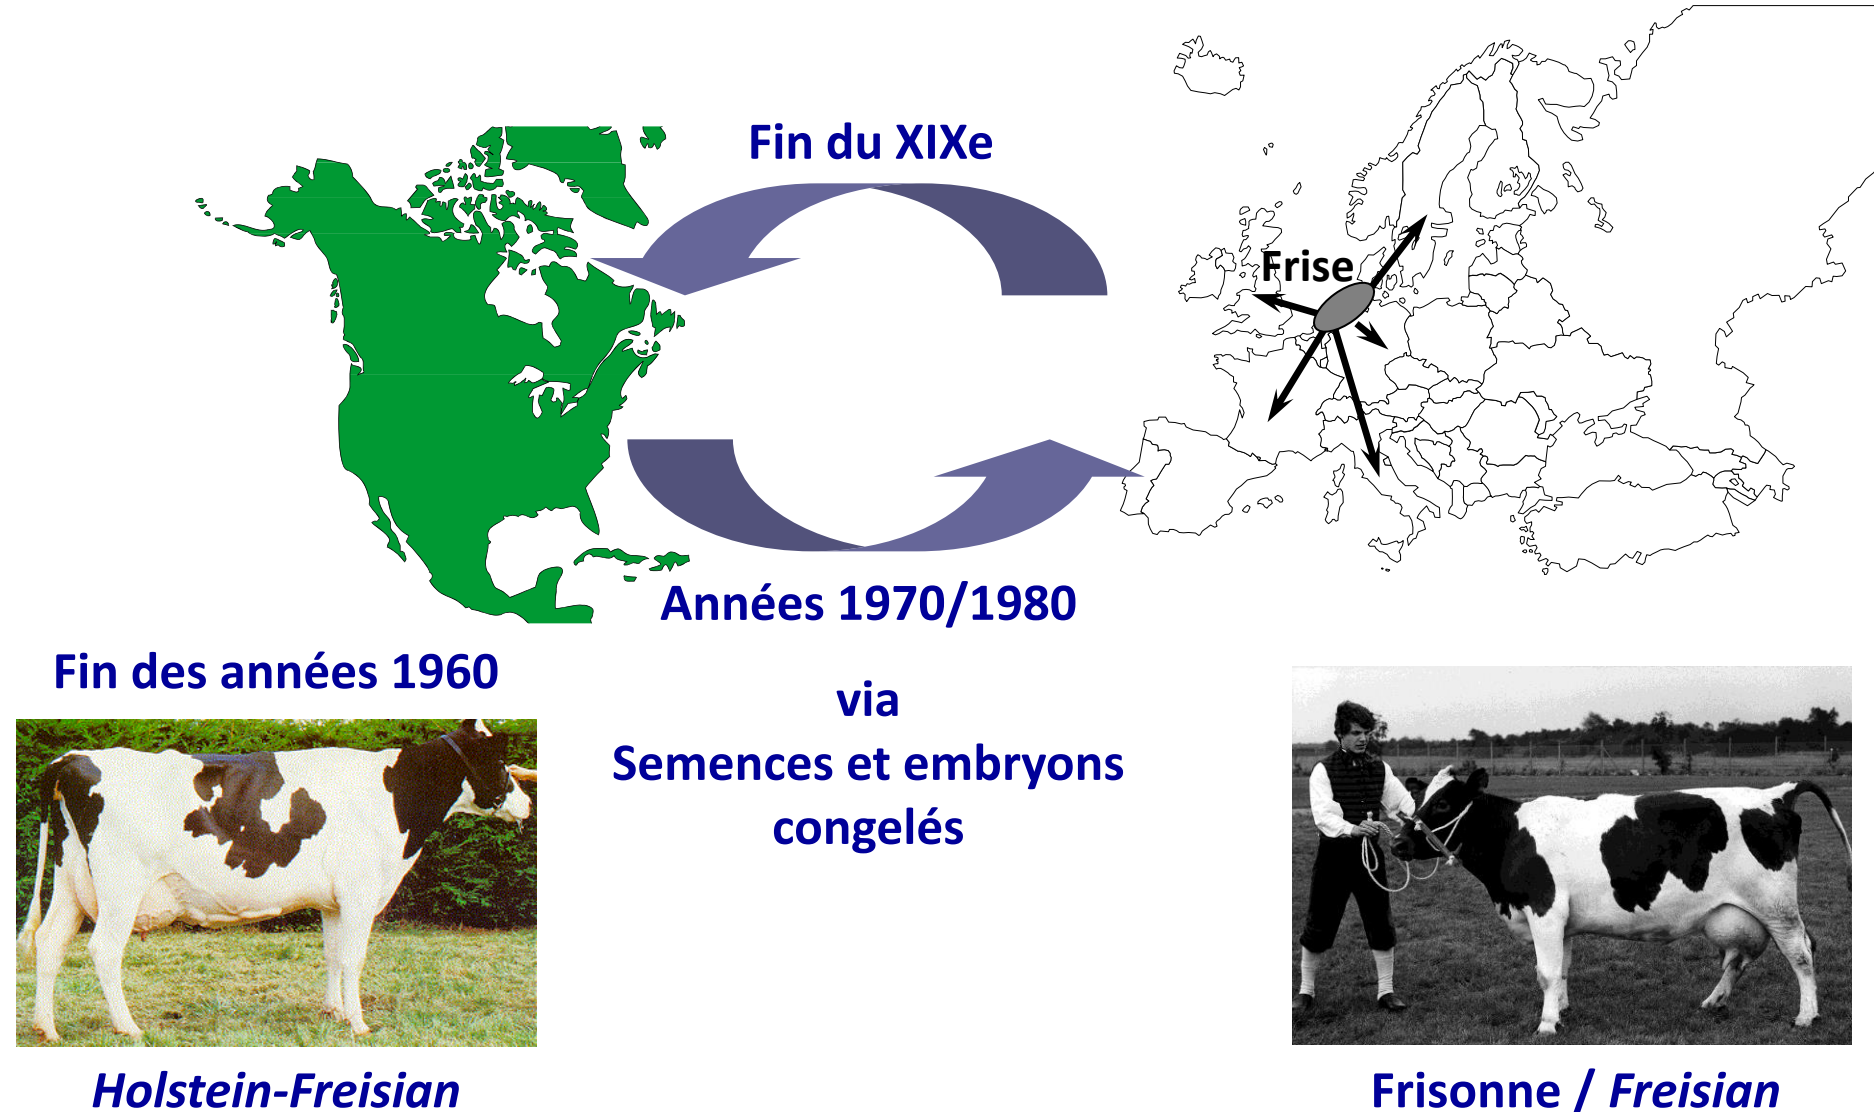 Fin du XIXe
Frise
Années 1970/1980
Fin des années 1960
via
Semences et embryons
congelés
Holstein-Freisian
Frisonne / Freisian